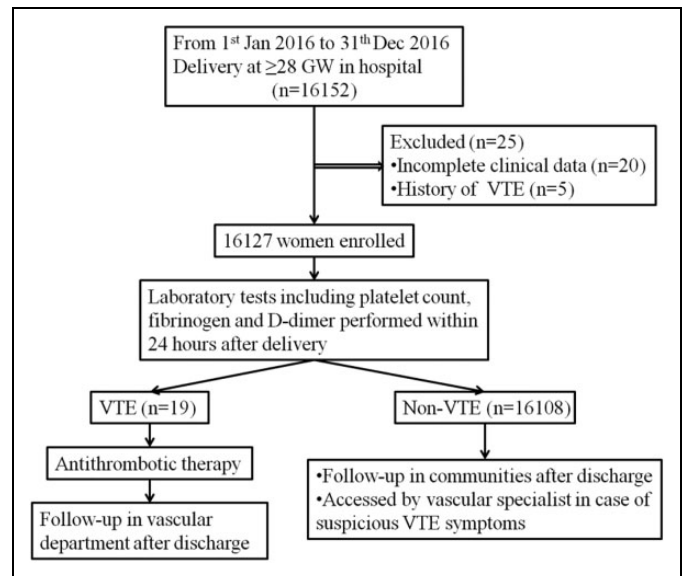 From 1st Jan 2016 to 31th Dec 2016
Delivery at ≥28 GW in hospital
(n=16152)
Excluded (n=25)
•Incomplete clinical data (n=20)
•History of VTE (n=5)
16127 women enrolled
Laboratory tests including platelet count,
fibrinogen and D-dimer performed within
24 hours after delivery
VTE (n=19)
Non-VTE (n=16108)
Antithrombotic therapy
•Follow-up in communities after discharge
•Accessed by vascular specialist in case of
suspicious VTE symptoms
Follow-up in vascular
department after discharge